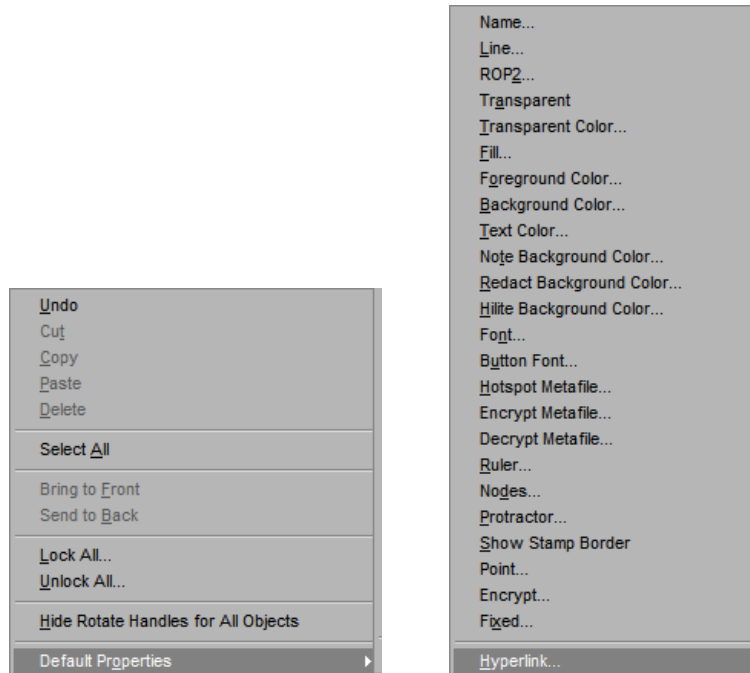 Undo
Cut
Copy
Paste
Delete
Select All
Bring to Front
Send to Back
Lock All...
Unlock All...
Hide Rotate Handles for All Objects
Default Properties
Name...
Line...
ROP2...
Transparent
Transparent Color...
Fill...
Foreground Color...
Background Color...
Text Color...
Note Background Color...
Redact Background Color...
Hilite Background Color...
Font...
Button Font...
Hotspot Metafile...
Encrypt Metafile...
Decrypt Metafile...
Ruler...
Nodes...
Protractor...
Show Stamp Border
Point...
Encrypt...
Fixed...
Hyperlink...